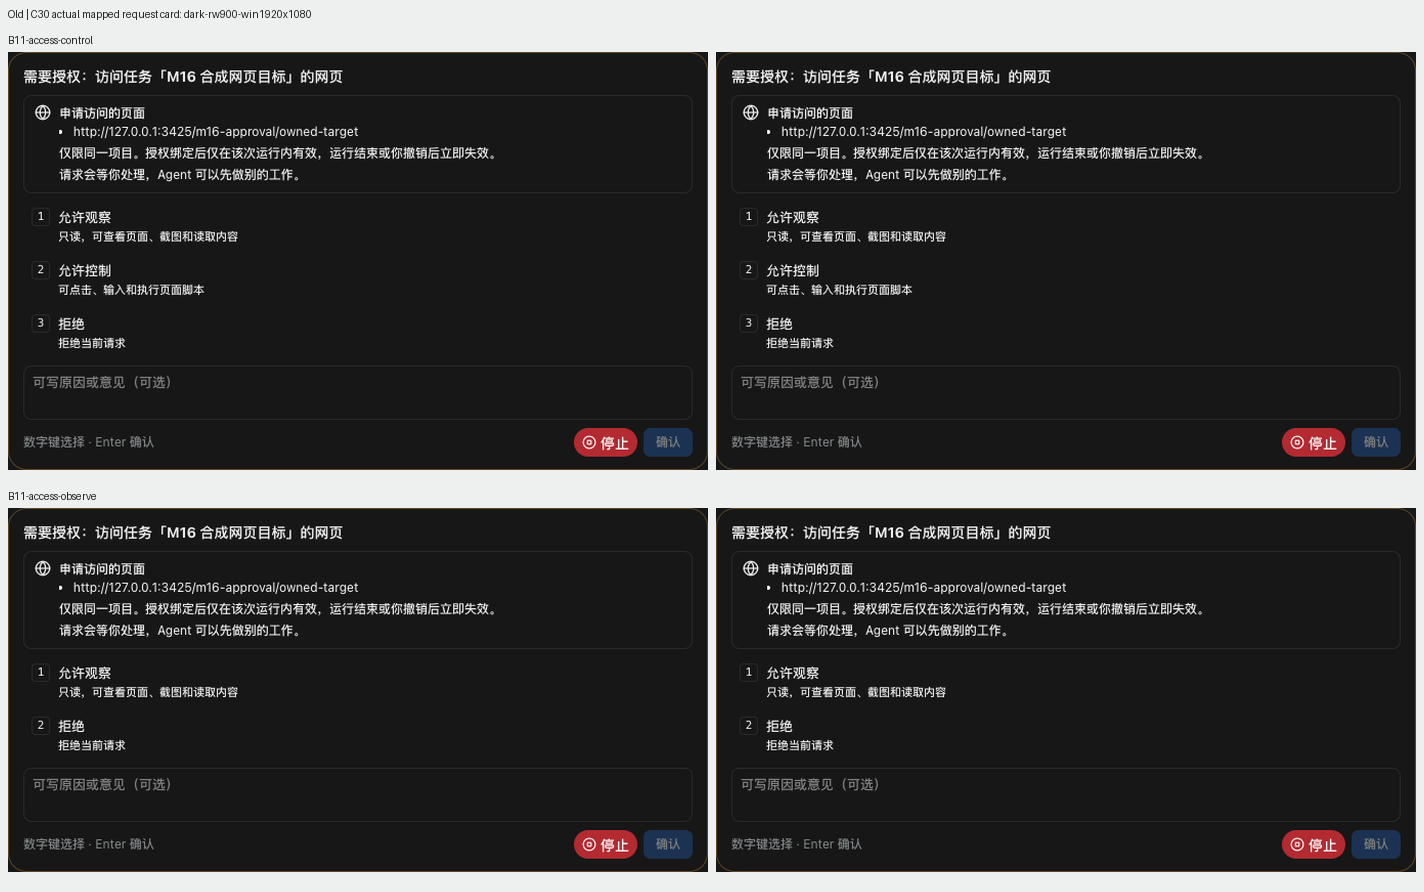 Old | C30 actual mapped request card: dark-rw900-win1920x1080
B11-access-control
需要授权：访问任务「M16 合成网页目标」的网页
申请访问的页面
• http://127.0.0.1:3425/m16-approval/owned-target
仅限同一项目。授权绑定后仅在该次运行内有效，运行结束或你撤销后立即失效。
请求会等你处理，Agent 可以先做别的工作。
1 允许观察
只读，可查看页面、截图和读取内容
2 允许控制
可点击、输入和执行页面脚本
3 拒绝
拒绝当前请求
可写原因或意见（可选）
数字键选择 · Enter 确认 停止 确认
需要授权：访问任务「M16 合成网页目标」的网页
申请访问的页面
• http://127.0.0.1:3425/m16-approval/owned-target
仅限同一项目。授权绑定后仅在该次运行内有效，运行结束或你撤销后立即失效。
请求会等你处理，Agent 可以先做别的工作。
1 允许观察
只读，可查看页面、截图和读取内容
2 允许控制
可点击、输入和执行页面脚本
3 拒绝
拒绝当前请求
可写原因或意见（可选）
数字键选择 · Enter 确认 停止 确认
B11-access-observe
需要授权：访问任务「M16 合成网页目标」的网页
申请访问的页面
• http://127.0.0.1:3425/m16-approval/owned-target
仅限同一项目。授权绑定后仅在该次运行内有效，运行结束或你撤销后立即失效。
请求会等你处理，Agent 可以先做别的工作。
1 允许观察
只读，可查看页面、截图和读取内容
2 拒绝
拒绝当前请求
可写原因或意见（可选）
数字键选择 · Enter 确认 停止 确认
需要授权：访问任务「M16 合成网页目标」的网页
申请访问的页面
• http://127.0.0.1:3425/m16-approval/owned-target
仅限同一项目。授权绑定后仅在该次运行内有效，运行结束或你撤销后立即失效。
请求会等你处理，Agent 可以先做别的工作。
1 允许观察
只读，可查看页面、截图和读取内容
2 拒绝
拒绝当前请求
可写原因或意见（可选）
数字键选择 · Enter 确认 停止 确认